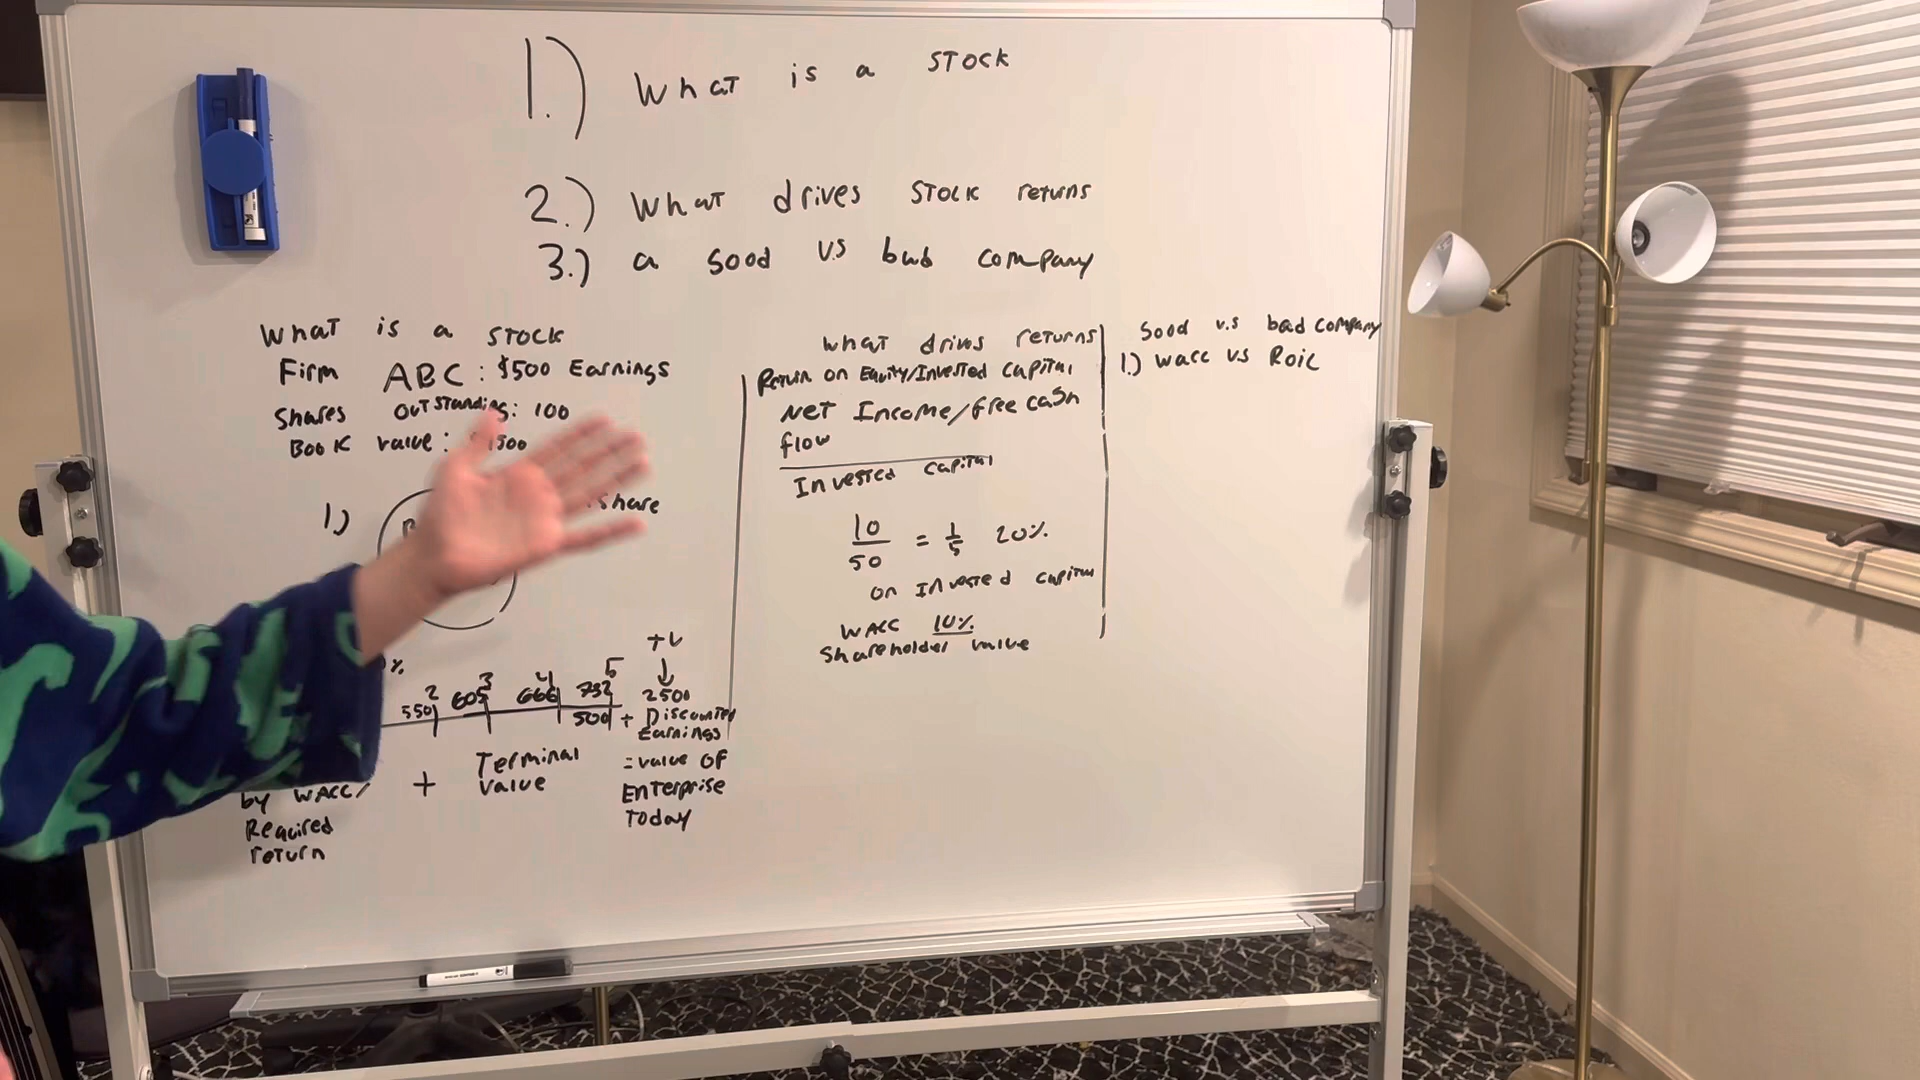 1.) What is a STOCK
2.) What drives STOCK returns
3.) a good vs bad company
What is a STOCK
Firm ABC: $500 Earnings
Shares Outstanding: 100
Book value: 1500
1) share
%
+v
2 3 4 5
550 605 666 732 2500
500 + Discounted
Earnings
by WACC/
Required
return
+
Terminal
value
= value of
Enterprise
Today
what drives returns
Return on Equity/Invested Capital
Net Income/free cash
flow
Invested capital
10
50
= 1/5 20%
on Invested capital
WACC 10%
Shareholder value
Good v.s bad company
1.) WACC vs ROIC